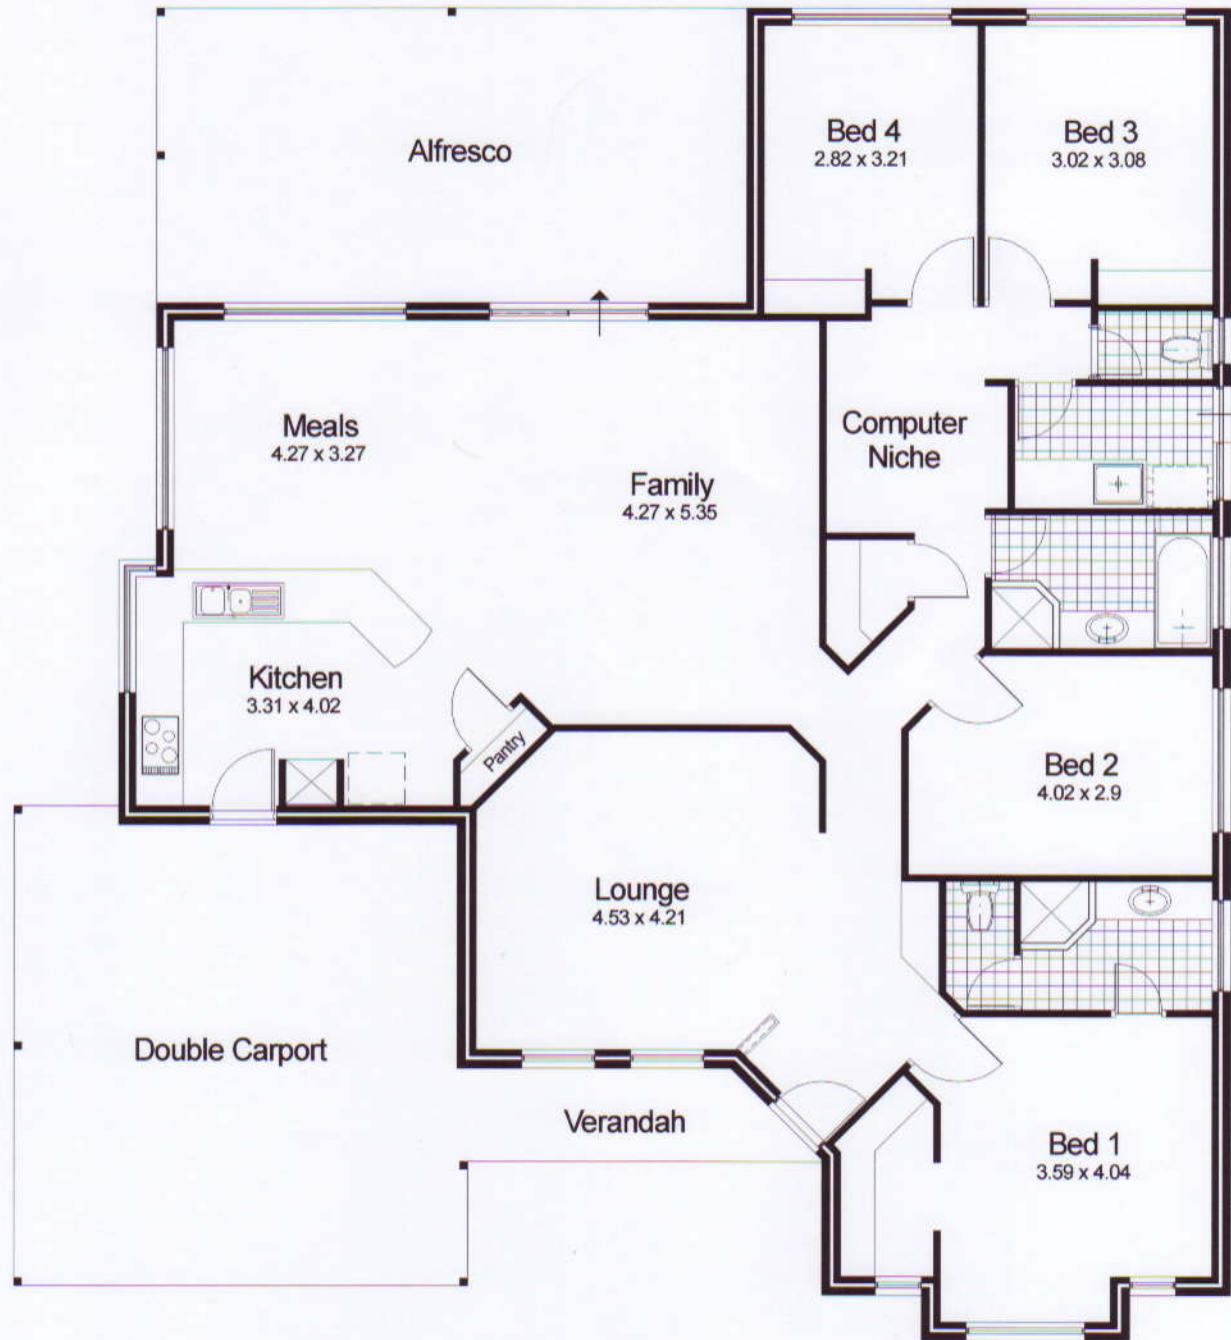 Alfresco
Bed 4
2.82 x 3.21
Bed 3
3.02 x 3.08
Meals
4.27 x 3.27
Family
4.27 x 5.35
Computer
Niche
Kitchen
3.31 x 4.02
Pantry
Bed 2
4.02 x 2.9
Lounge
4.53 x 4.21
Double Carport
Verandah
Bed 1
3.59 x 4.04